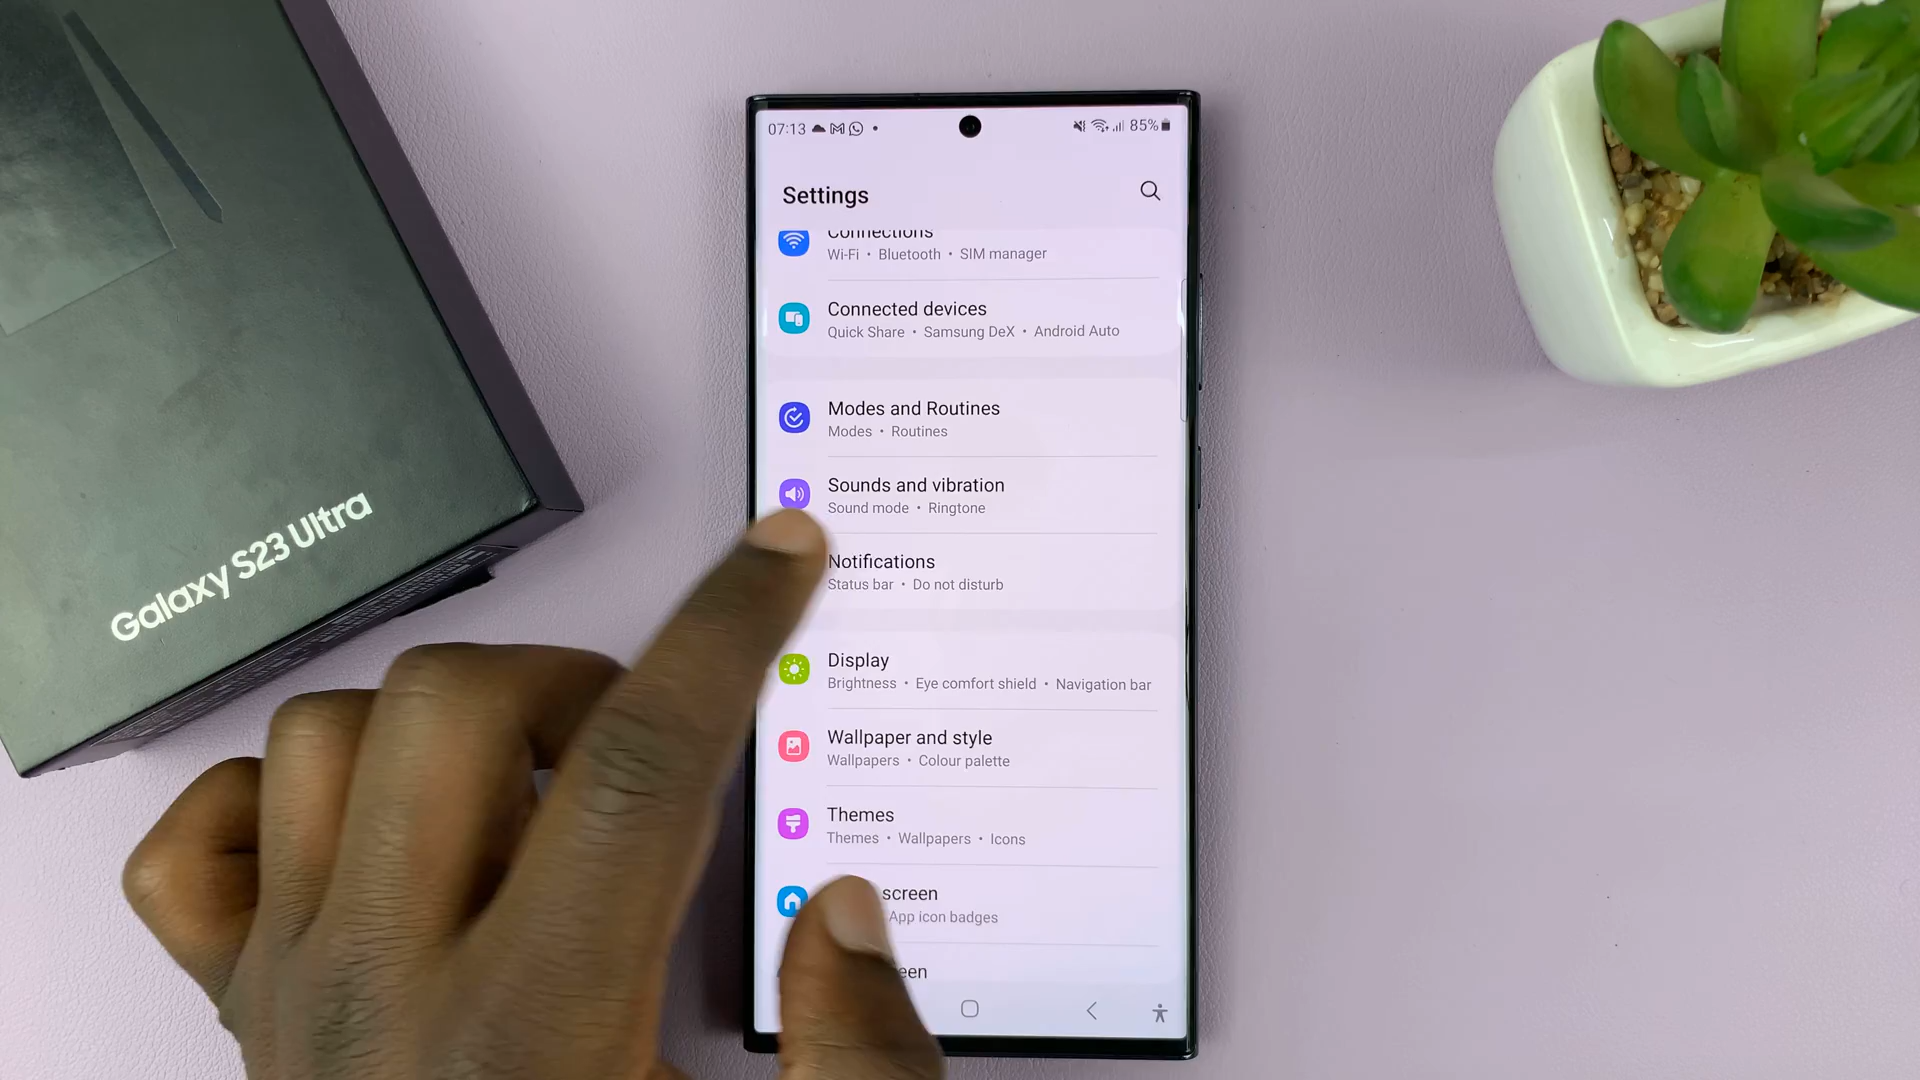 Galaxy S23 Ultra
07:13
85%
Settings
Connections
Wi-Fi • Bluetooth • SIM manager
Connected devices
Quick Share • Samsung DeX • Android Auto
Modes and Routines
Modes • Routines
Sounds and vibration
Sound mode • Ringtone
Notifications
Status bar • Do not disturb
Display
Brightness • Eye comfort shield • Navigation bar
Wallpaper and style
Wallpapers • Colour palette
Themes
Themes • Wallpapers • Icons
screen
App icon badges